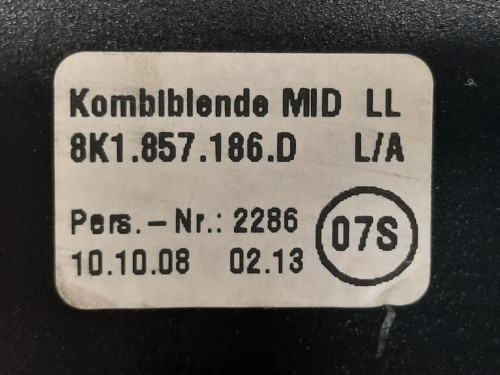 Kombiblende MID LL
8K1.857.186.D L/A
Pers.-Nr.: 2286
10.10.08 02.13
07S